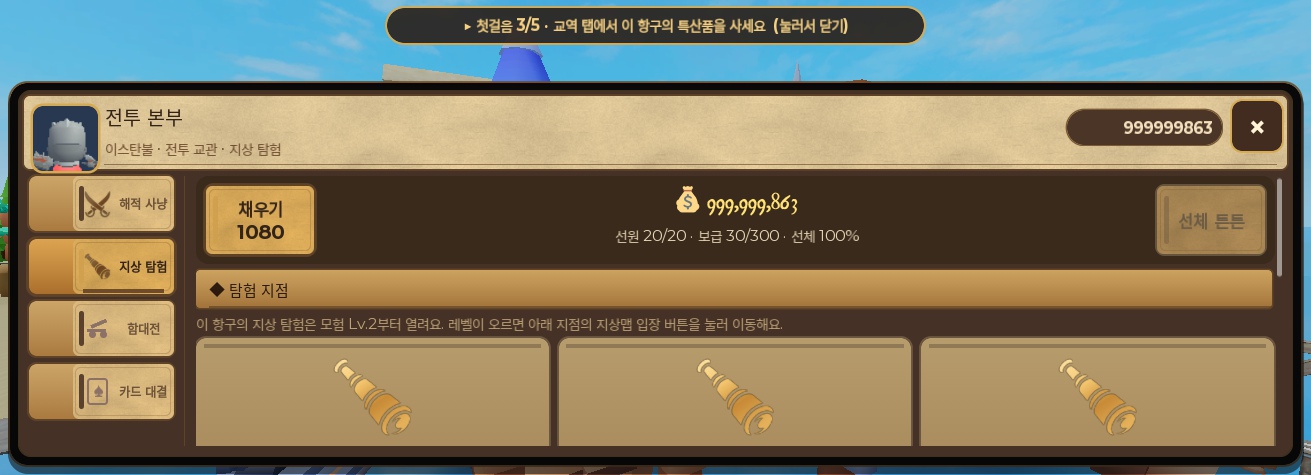 ▸ 첫걸음 3/5 · 교역 탭에서 이 항구의 특산품을 사세요 (눌러서 닫기)
전투 본부
이스탄불 · 전투 교관 · 지상 탐험
999999863
×
해적 사냥
지상 탐험
함대전
카드 대결
채우기
1080
999,999,863
선원 20/20 · 보급 30/300 · 선체 100%
선체 튼튼
◆ 탐험 지점
이 항구의 지상 탐험은 모험 Lv.2부터 열려요. 레벨이 오르면 아래 지점의 지상맵 입장 버튼을 눌러 이동해요.